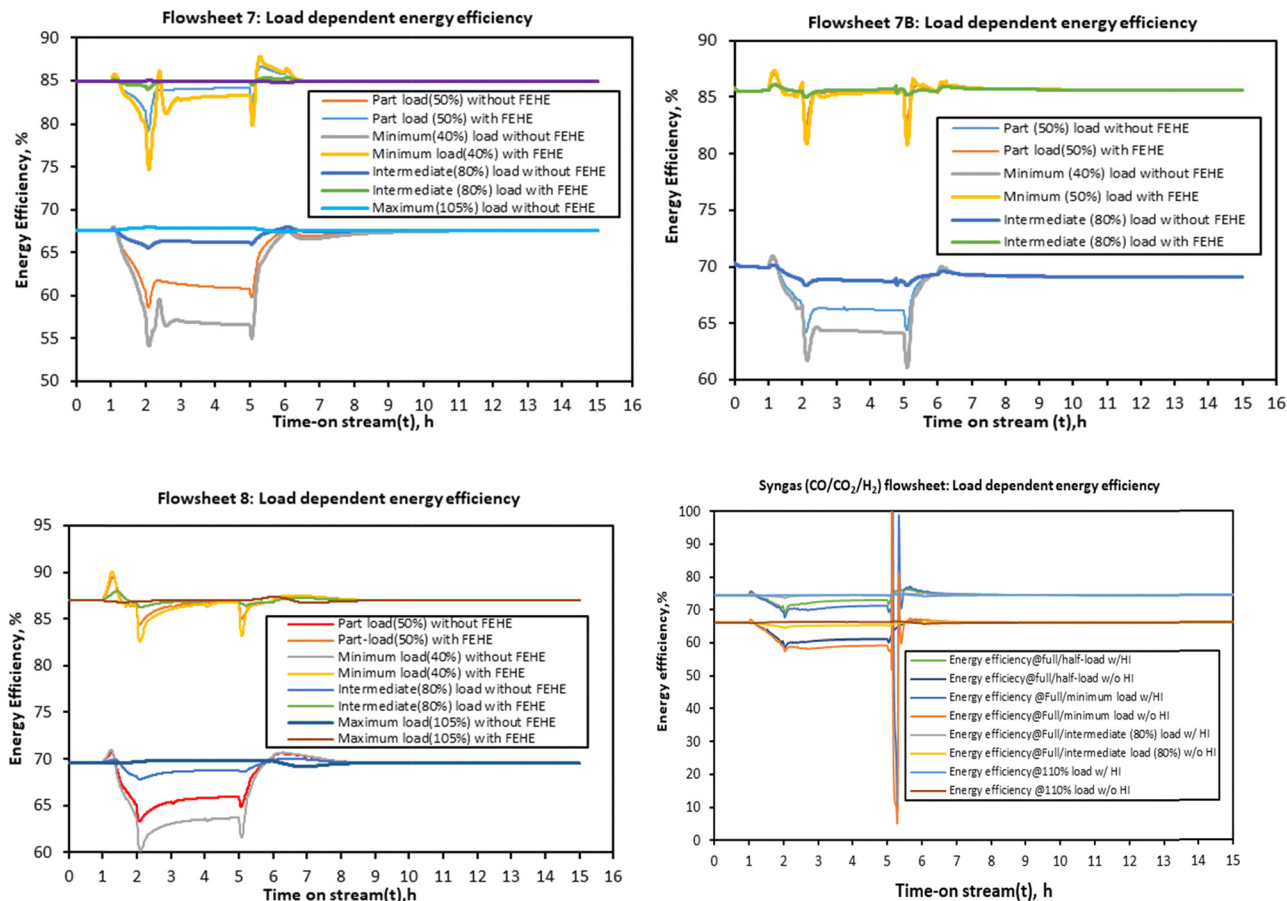 Flowsheet 7: Load dependent energy efficiency
90
85
80
75
70
65
60
55
50
Energy Efficiency, %
Part load(50%) without FEHE
Part load (50%) with FEHE
Minimum(40%) load without FEHE
Minimum load(40%) with FEHE
Intermediate(80%) load without FEHE
Intermediate (80%) load with FEHE
Maximum(105%) load without FEHE
0 1 2 3 4 5 6 7 8 9 10 11 12 13 14 15 16
Time-on stream(t), h
Flowsheet 7B: Load dependent energy efficiency
90
85
80
75
70
65
60
Energy Efficiency, %
Part (50%) load without FEHE
Part load(50%) with FEHE
Minimum (40%) load without FEHE
Mnimum (50%) load with FEHE
Intermediate (80%) load without FEHE
Intermediate (80%) load with FEHE
0 1 2 3 4 5 6 7 8 9 10 11 12 13 14 15 16
Time on stream (t),h
Flowsheet 8: Load dependent energy efficiency
95
90
85
80
75
70
65
60
Energy Efficiency, %
Part load(50%) without FEHE
Part-load(50%) with FEHE
Minimum load(40%) without FEHE
Minimum load(40%) with FEHE
Intermediate(80%) load without FEHE
Intermediate(80%) load with FEHE
Maximum load(105%) without FEHE
Maximum load(105%) with FEHE
0 1 2 3 4 5 6 7 8 9 10 11 12 13 14 15 16
Time on stream(t),h
Syngas (CO/CO₂/H₂) flowsheet: Load dependent energy efficiency
100
90
80
70
60
50
40
30
20
10
0
Energy effficiency,%
Energy efficiency@full/half-load w/HI
Energy efficiecy@full/half-load w/o HI
Energy efficiency @Full/minimum load w/HI
Energy efficiency@Full/minimum load w/o HI
Energy efficiency@Full/intermediate (80%) load w/ HI
Energy efficiency@Full/intermediate load (80%) w/o HI
Energy efficiency@110% load w/ HI
Energy efficiency @110% load w/o HI
0 1 2 3 4 5 6 7 8 9 10 11 12 13 14 15
Time-on stream(t), h